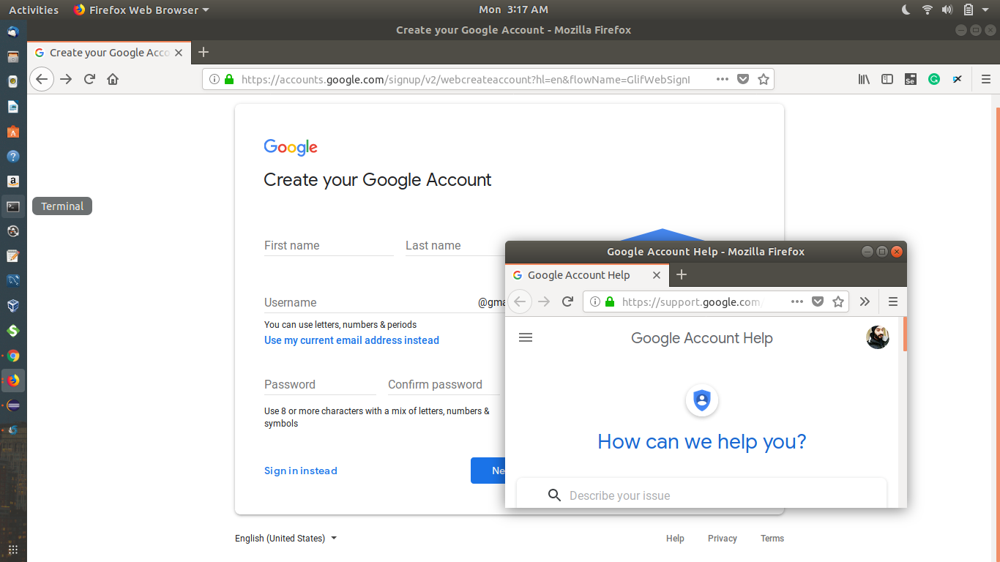 Activities Firefox Web Browser Mon 3:17 AM
Create your Google Account - Mozilla Firefox
Create your Google Acco
https://accounts.google.com/signup/v2/webcreateaccount?hl=en&flowName=GlifWebSignI
Se
Google
Create your Google Account
Terminal
First name Last name
Username @gma
You can use letters, numbers & periods
Use my current email address instead
Password Confirm password
Use 8 or more characters with a mix of letters, numbers &
symbols
Sign in instead Ne
English (United States) Help Privacy Terms
Google Account Help - Mozilla Firefox
Google Account Help
https://support.google.com/
Google Account Help
How can we help you?
Describe your issue